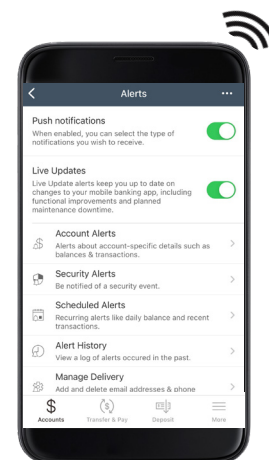 Alerts
Push notifications
When enabled, you can select the type of
notifications you wish to receive.
Live Updates
Live Update alerts keep you up to date on
changes to your mobile banking app, including
functional improvements and planned
maintenance downtime.
Account Alerts
Alerts about account-specific details such as
balances & transactions.
Security Alerts
Be notified of a security event.
Scheduled Alerts
Recurring alerts like daily balance and recent
transactions.
Alert History
View a log of alerts occured in the past.
Manage Delivery
Add and delete email addresses & phone
Accounts Transfer & Pay Deposit More